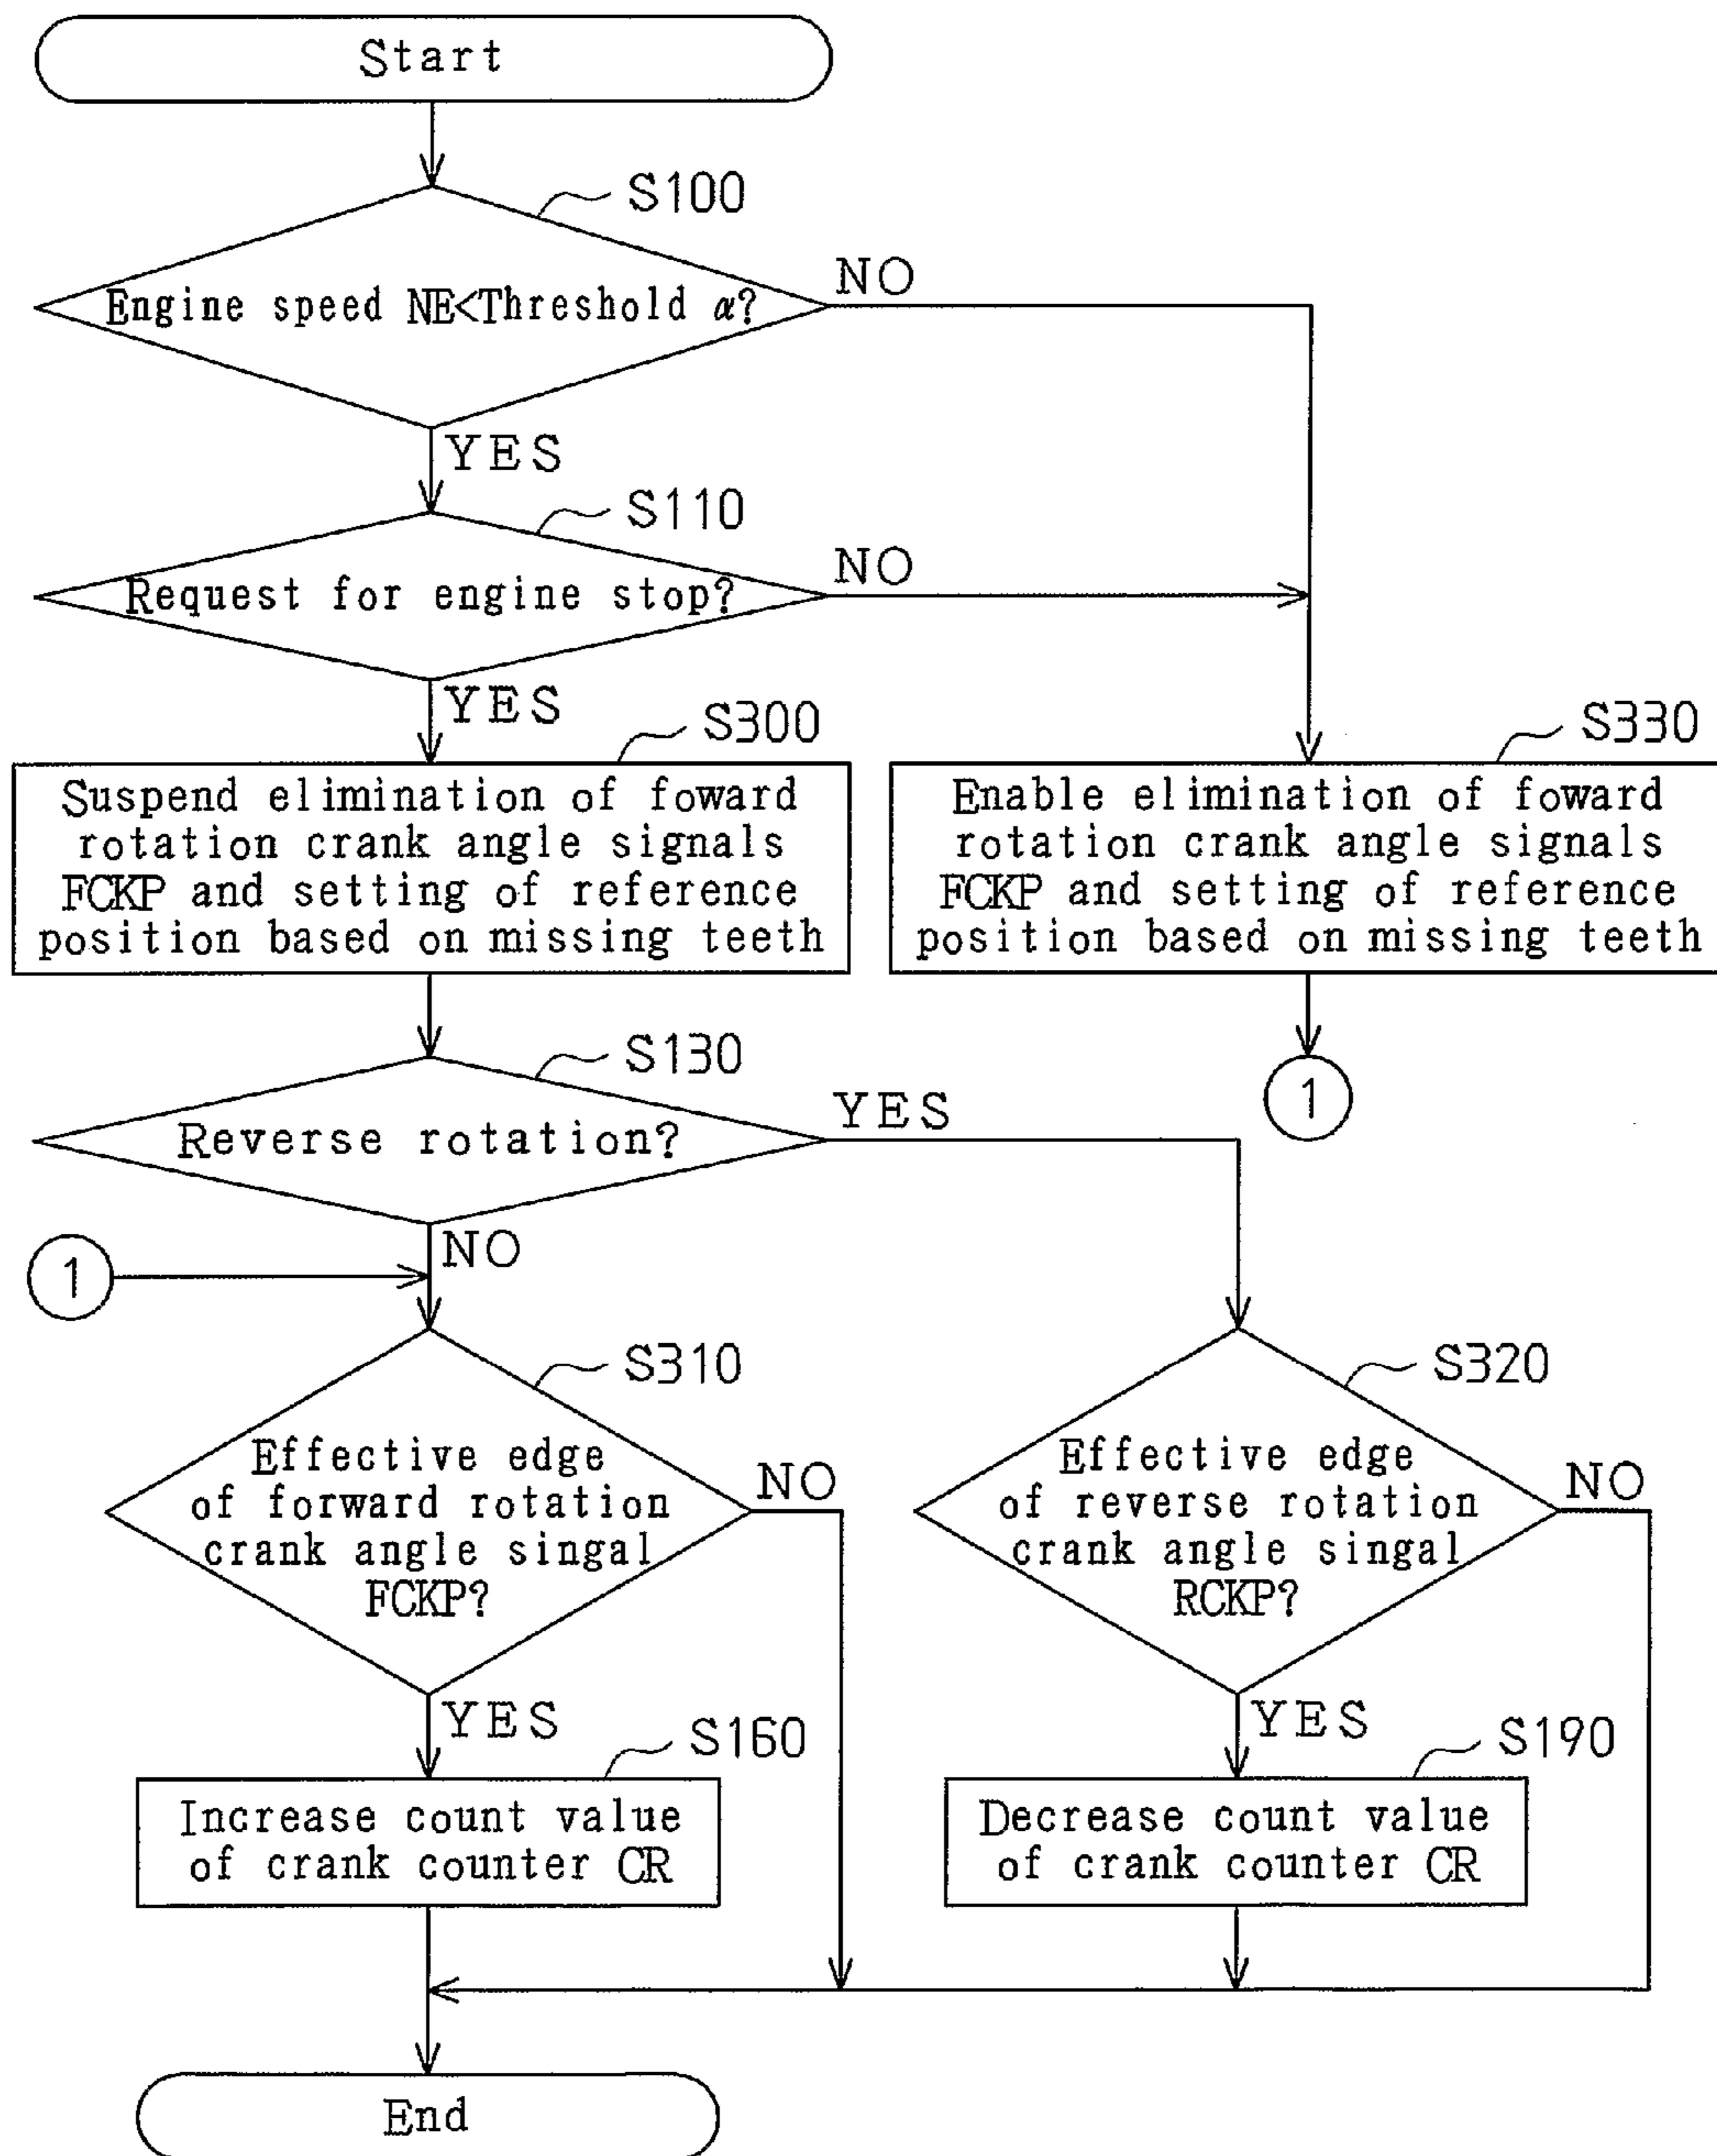 Start
S100
Engine speed NE<Threshold α?
NO
YES
S110
Request for engine stop?
NO
YES
S300
Suspend elimination of foward
rotation crank angle signals
FCKP and setting of reference
position based on missing teeth
S330
Enable elimination of foward
rotation crank angle signals
FCKP and setting of reference
position based on missing teeth
S130
Reverse rotation?
YES
1
NO
1
S310
Effective edge
of forward rotation
crank angle singal
FCKP?
NO
S320
Effective edge
of reverse rotation
crank angle singal
RCKP?
NO
YES
S160
Increase count value
of crank counter CR
YES
S190
Decrease count value
of crank counter CR
End